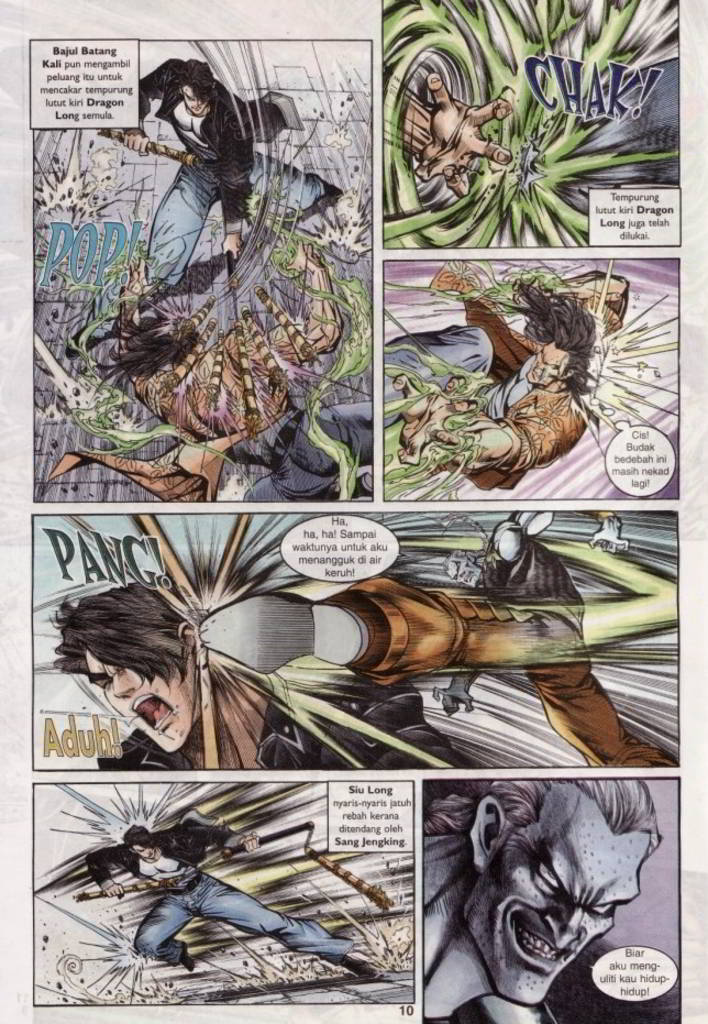 Bajul Batang
Kali pun mengambil
peluang itu untuk
mencakar tempurung
lutut kiri Dragon
Long semula.
POP!
CHAK!
Tempurung
lutut kiri Dragon
Long juga telah
dilukai.
Cis!
Budak
bedebah ini
masih nekad
lagi!
PANG!
Ha,
ha, ha! Sampai
waktunya untuk aku
menangguk di air
keruh!
Aduh!
Siu Long
nyaris-nyaris jatuh
rebah kerana
ditendang oleh
Sang Jengking.
Biar
aku meng-
uliti kau hidup-
hidup!
10